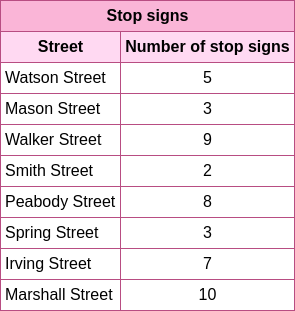 Stop signs
Street Number of stop signs
Watson Street 5
Mason Street 3
Walker Street 9
Smith Street 2
Peabody Street 8
Spring Street 3
Irving Street 7
Marshall Street 10